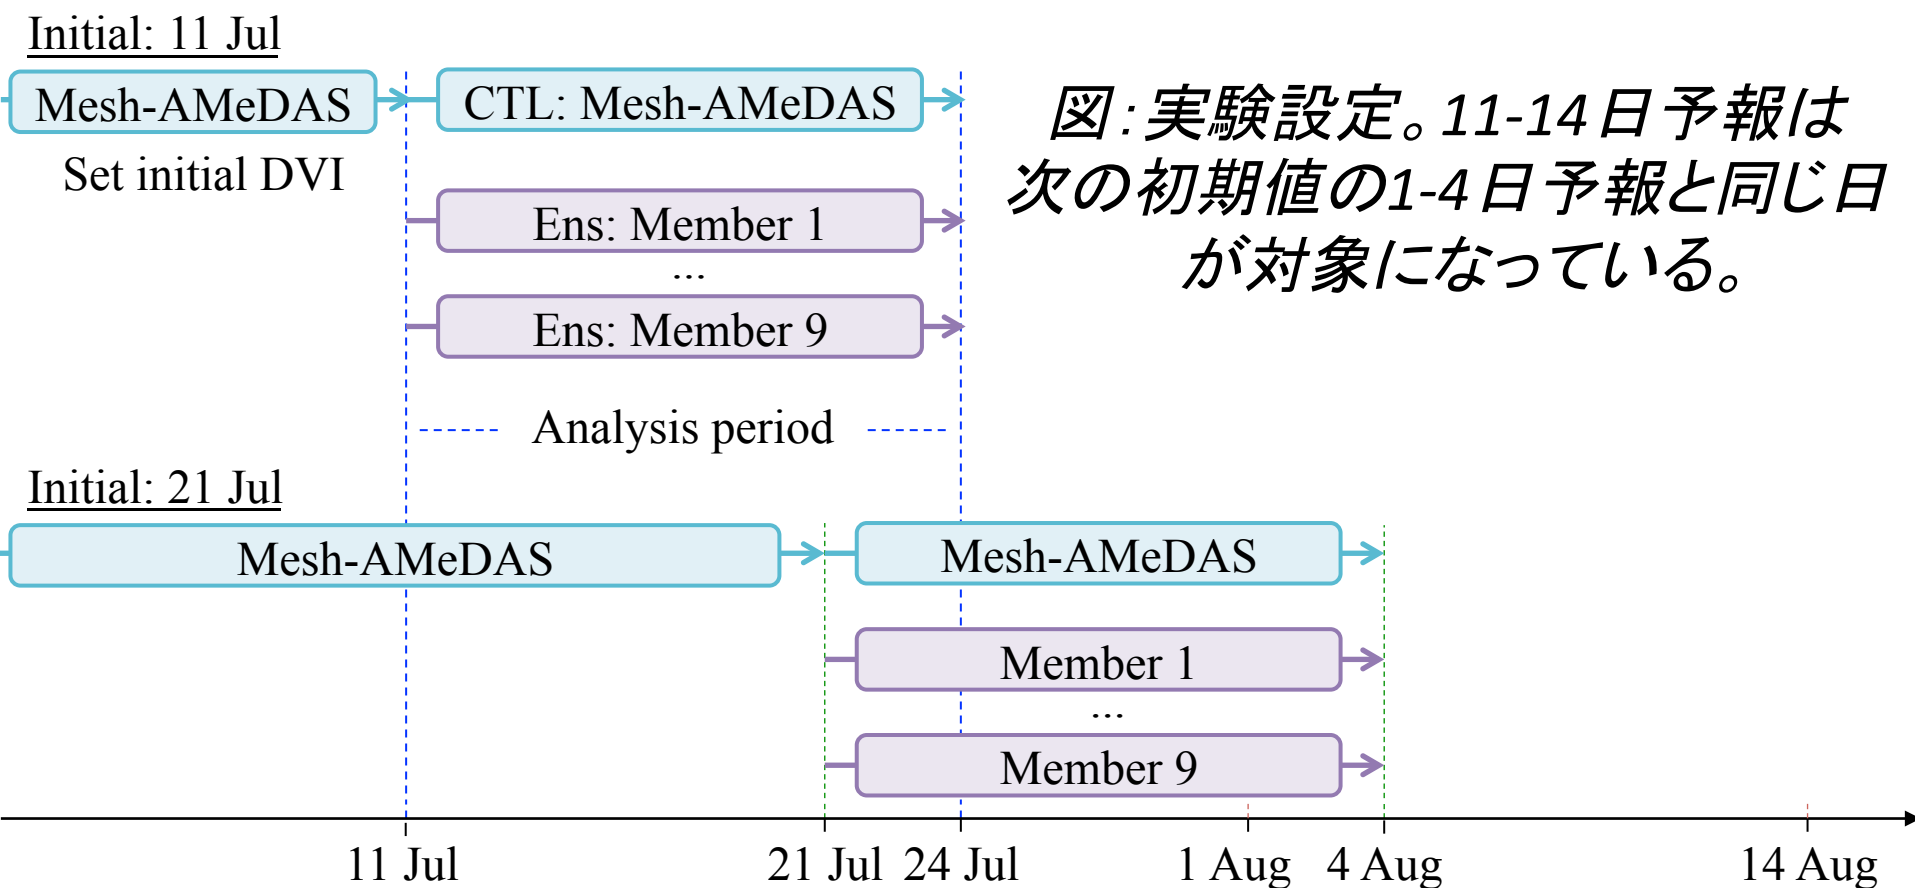 Initial: 11 Jul
Mesh-AMeDAS
CTL: Mesh-AMeDAS
Set initial DVI
図:実験設定。11-14日予報は
次の初期値の1-4日予報と同じ日
が対象になっている。
Ens: Member 1
...
Ens: Member 9
Analysis period
Initial: 21 Jul
Mesh-AMeDAS
Mesh-AMeDAS
Member 1
...
Member 9
11 Jul
21 Jul
24 Jul
1 Aug
4 Aug
14 Aug